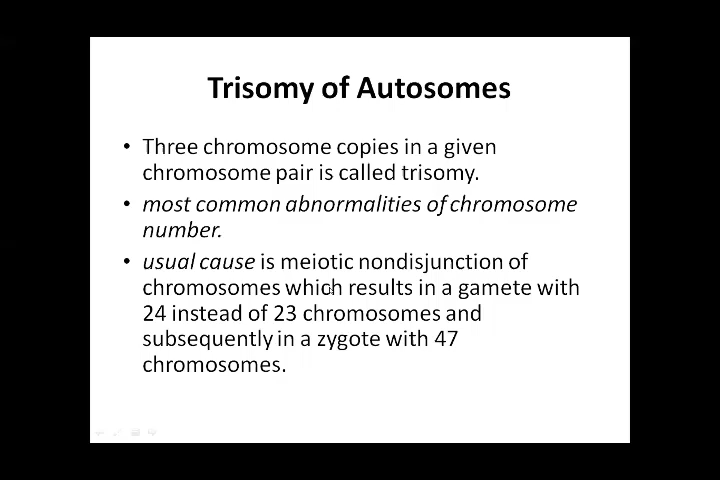 Trisomy of Autosomes
• Three chromosome copies in a given
chromosome pair is called trisomy.
• most common abnormalities of chromosome
number.
• usual cause is meiotic nondisjunction of
chromosomes which results in a gamete with
24 instead of 23 chromosomes and
subsequently in a zygote with 47
chromosomes.